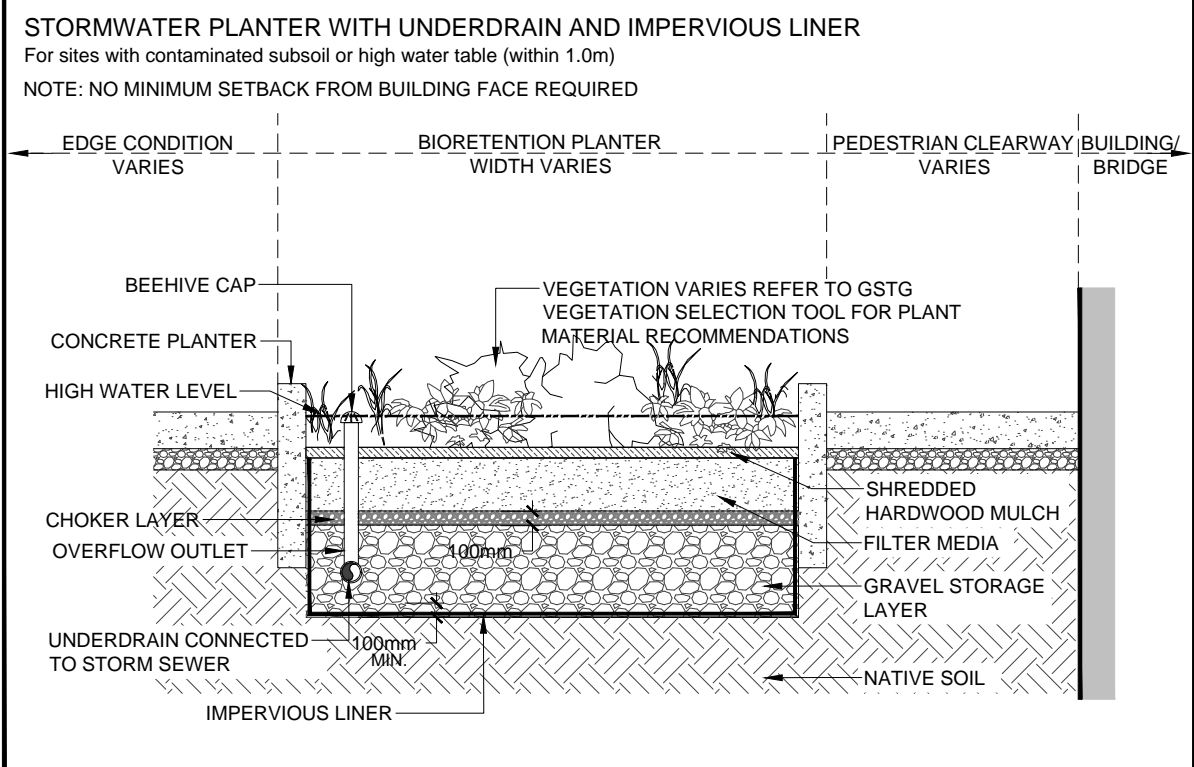 STORMWATER PLANTER WITH UNDERDRAIN AND IMPERVIOUS LINER
For sites with contaminated subsoil or high water table (within 1.0m)
NOTE: NO MINIMUM SETBACK FROM BUILDING FACE REQUIRED
EDGE CONDITION
VARIES
BIORETENTION PLANTER
WIDTH VARIES
PEDESTRIAN CLEARWAY
VARIES
BUILDING/
BRIDGE
BEEHIVE CAP
CONCRETE PLANTER
HIGH WATER LEVEL
VEGETATION VARIES REFER TO GSTG
VEGETATION SELECTION TOOL FOR PLANT
MATERIAL RECOMMENDATIONS
CHOKER LAYER
OVERFLOW OUTLET
100mm
UNDERDRAIN CONNECTED
TO STORM SEWER
100mm
MIN.
IMPERVIOUS LINER
SHREDDED
HARDWOOD MULCH
FILTER MEDIA
GRAVEL STORAGE
LAYER
NATIVE SOIL